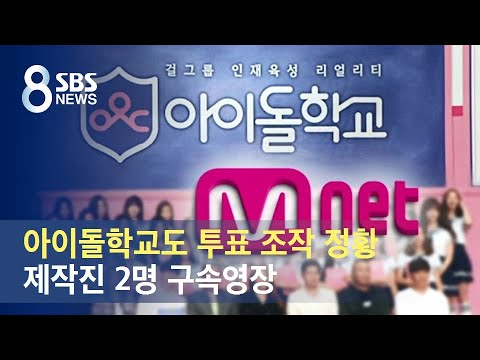 8 SBS
NEWS
걸그룹 인재육성 리얼리티
아이돌학교
Mnet
아이돌학교도 투표 조작 정황
제작진 2명 구속영장